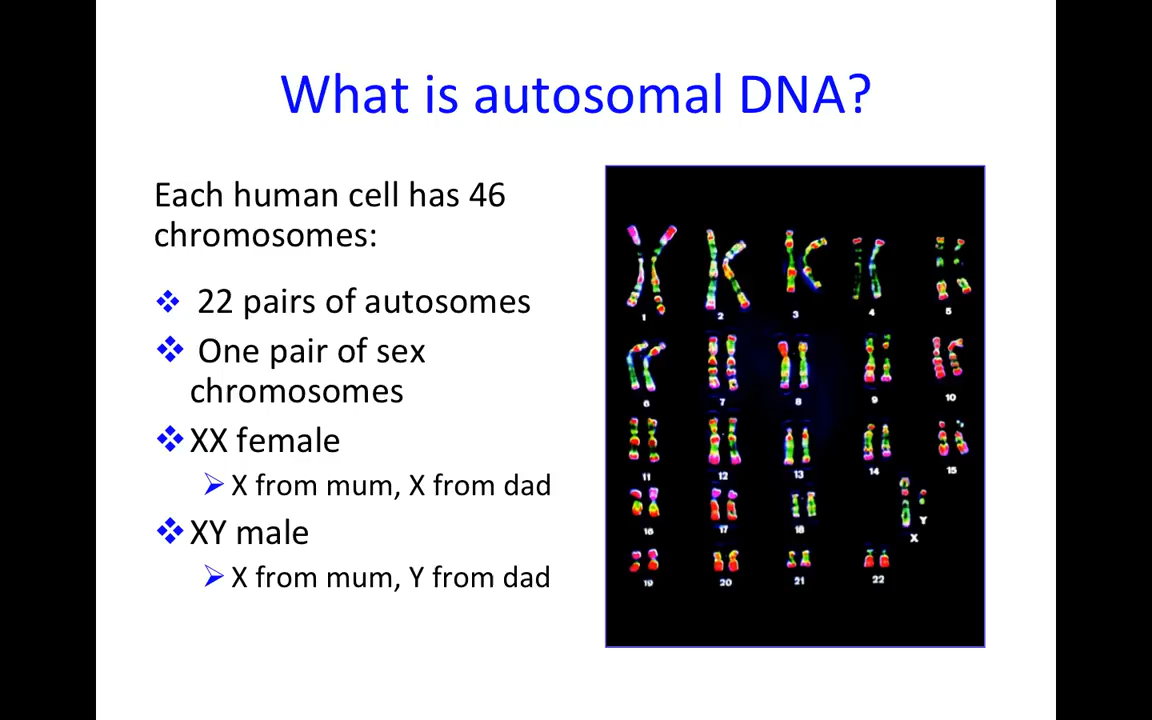 What is autosomal DNA?
Each human cell has 46
chromosomes:
❖ 22 pairs of autosomes
❖ One pair of sex
chromosomes
❖ XX female
➢ X from mum, X from dad
❖ XY male
➢ X from mum, Y from dad
1 2 3 4 5
6 7 8 9 10
11 12 13 14 15
16 17 18 X Y
19 20 21 22